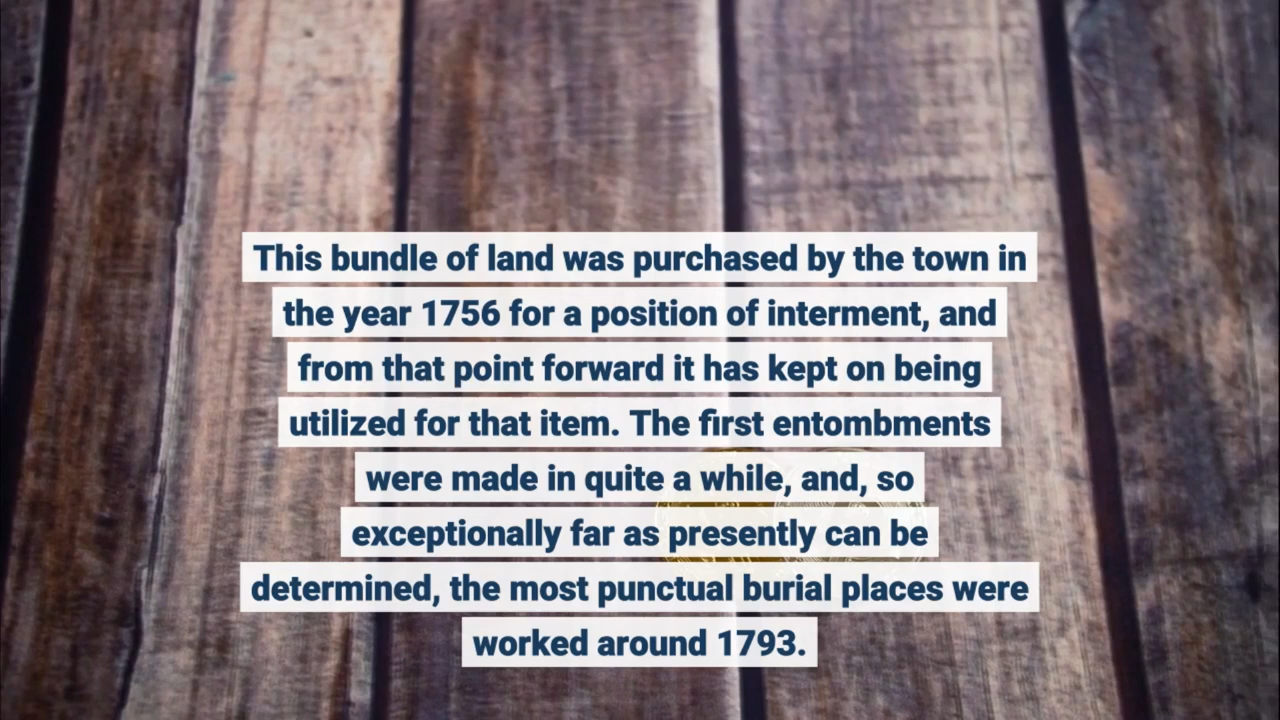 This bundle of land was purchased by the town in
the year 1756 for a position of interment, and
from that point forward it has kept on being
utilized for that item. The first entombments
were made in quite a while, and, so
exceptionally far as presently can be
determined, the most punctual burial places were
worked around 1793.